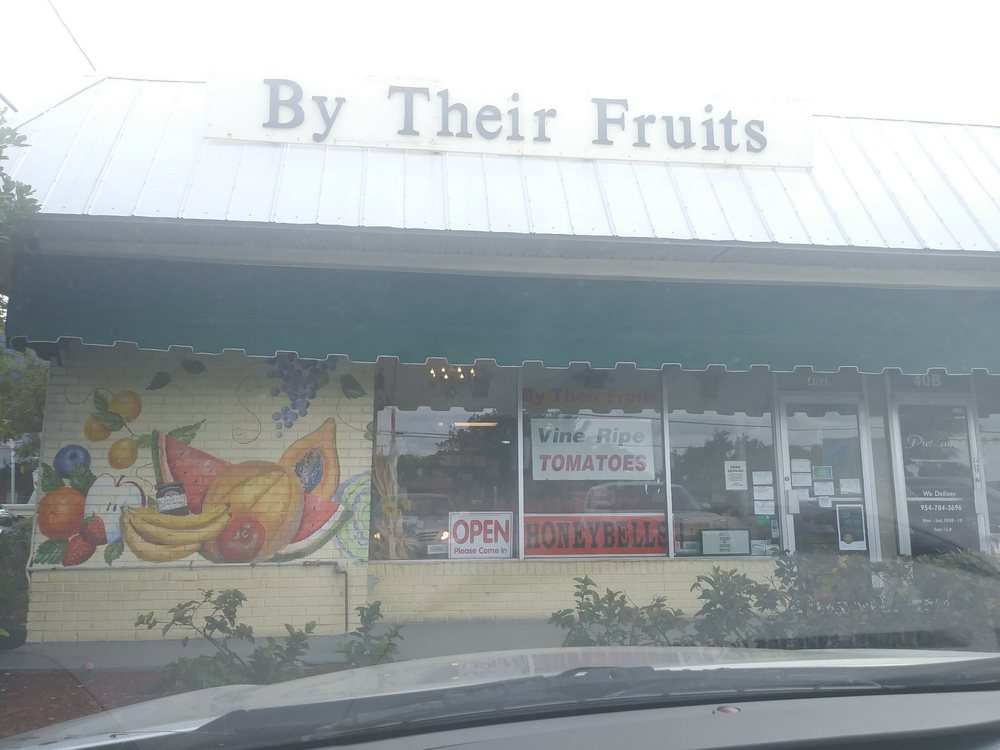 By Their Fruits
By Their Fruits
Vine Ripe
TOMATOES
OPEN
Please Come In
HONEYBELLS
40A
40B
We Deliver
954-784-3696